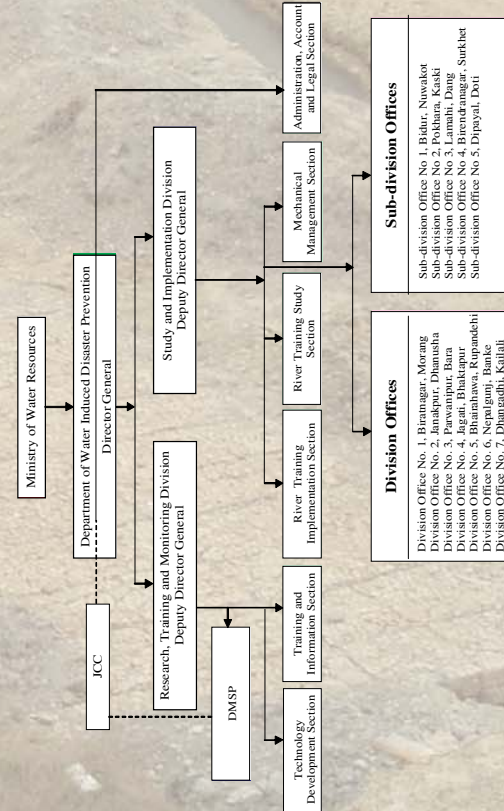 Ministry of Water Resources
Department of Water Induced Disaster Prevention
Director General
JCC
Research, Training and Monitoring Division
Deputy Director General
Study and Implementation Division
Deputy Director General
DMSP
Technology
Development Section
Training and
Information Section
River Training
Implementation Section
River Training Study
Section
Mechanical
Management Section
Administration, Account
and Legal Section
Division Offices
Division Office No. 1, Biratnagar, Morang
Division Office No. 2, Janakpur, Dhanusha
Division Office No. 3, Parwanipur, Bara
Division Office No. 4, Jagati, Bhaktapur
Division Office No. 5, Bhairahawa, Rupandehi
Division Office No. 6, Nepalgunj, Banke
Division Office No. 7, Dhangadhi, Kailali
Sub-division Offices
Sub-division Office No 1, Bidur, Nuwakot
Sub-division Office No 2, Pokhara, Kaski
Sub-division Office No 3, Lamahi, Dang
Sub-division Office No 4, Birendranagar, Surkhet
Sub-division Office No 5, Dipayal, Doti